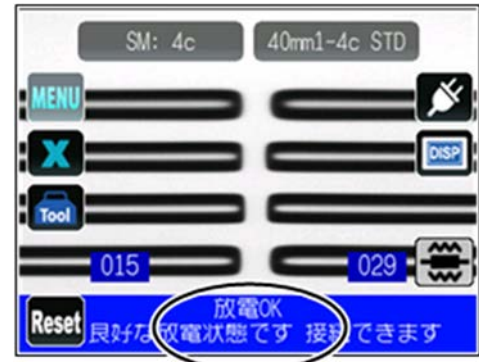 SM: 4c
40mm1-4c STD
MENU
X
DISP
Tool
015
029
放電OK
Reset
良好な放電状態です 接続できます